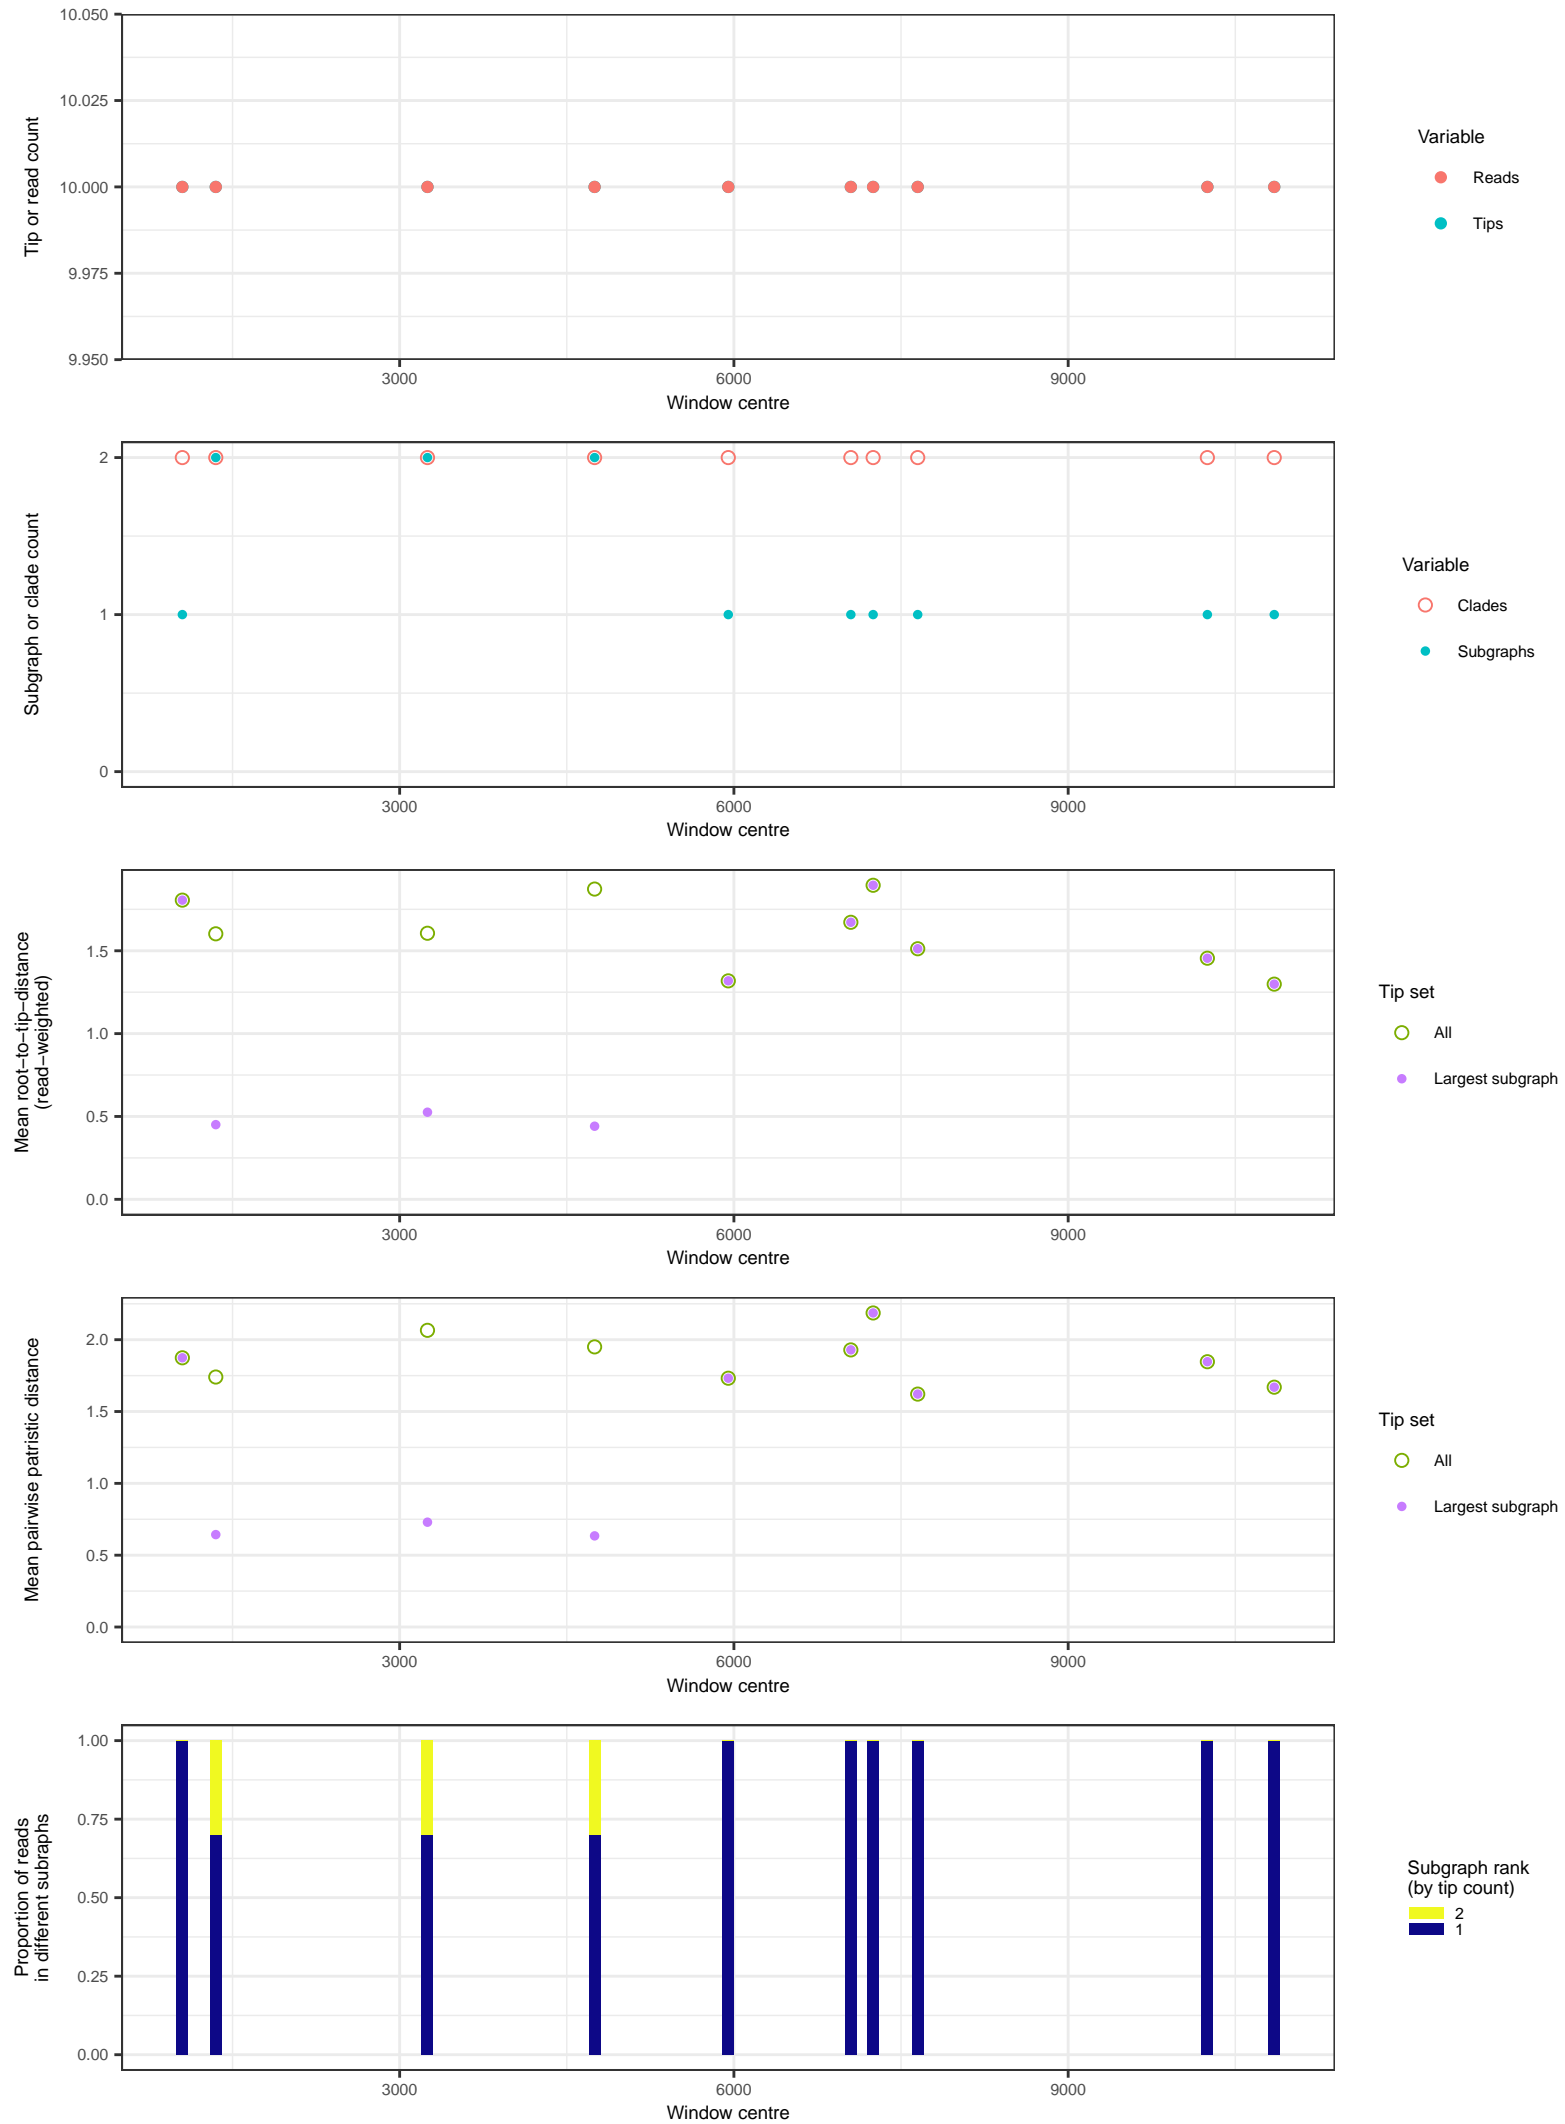 10.050
10.025
10.000
9.975
9.950
Tip or read count
3000
6000
9000
Window centre
Variable
Reads
Tips
2
1
0
Subgraph or clade count
3000
6000
9000
Window centre
Variable
Clades
Subgraphs
1.5
1.0
0.5
0.0
Mean root−to−tip−distance
(read−weighted)
3000
6000
9000
Window centre
Tip set
All
Largest subgraph
2.0
1.5
1.0
0.5
0.0
Mean pairwise patristic distance
3000
6000
9000
Window centre
Tip set
All
Largest subgraph
1.00
0.75
0.50
0.25
0.00
Proportion of reads
in different subraphs
3000
6000
9000
Window centre
Subgraph rank
(by tip count)
2
1